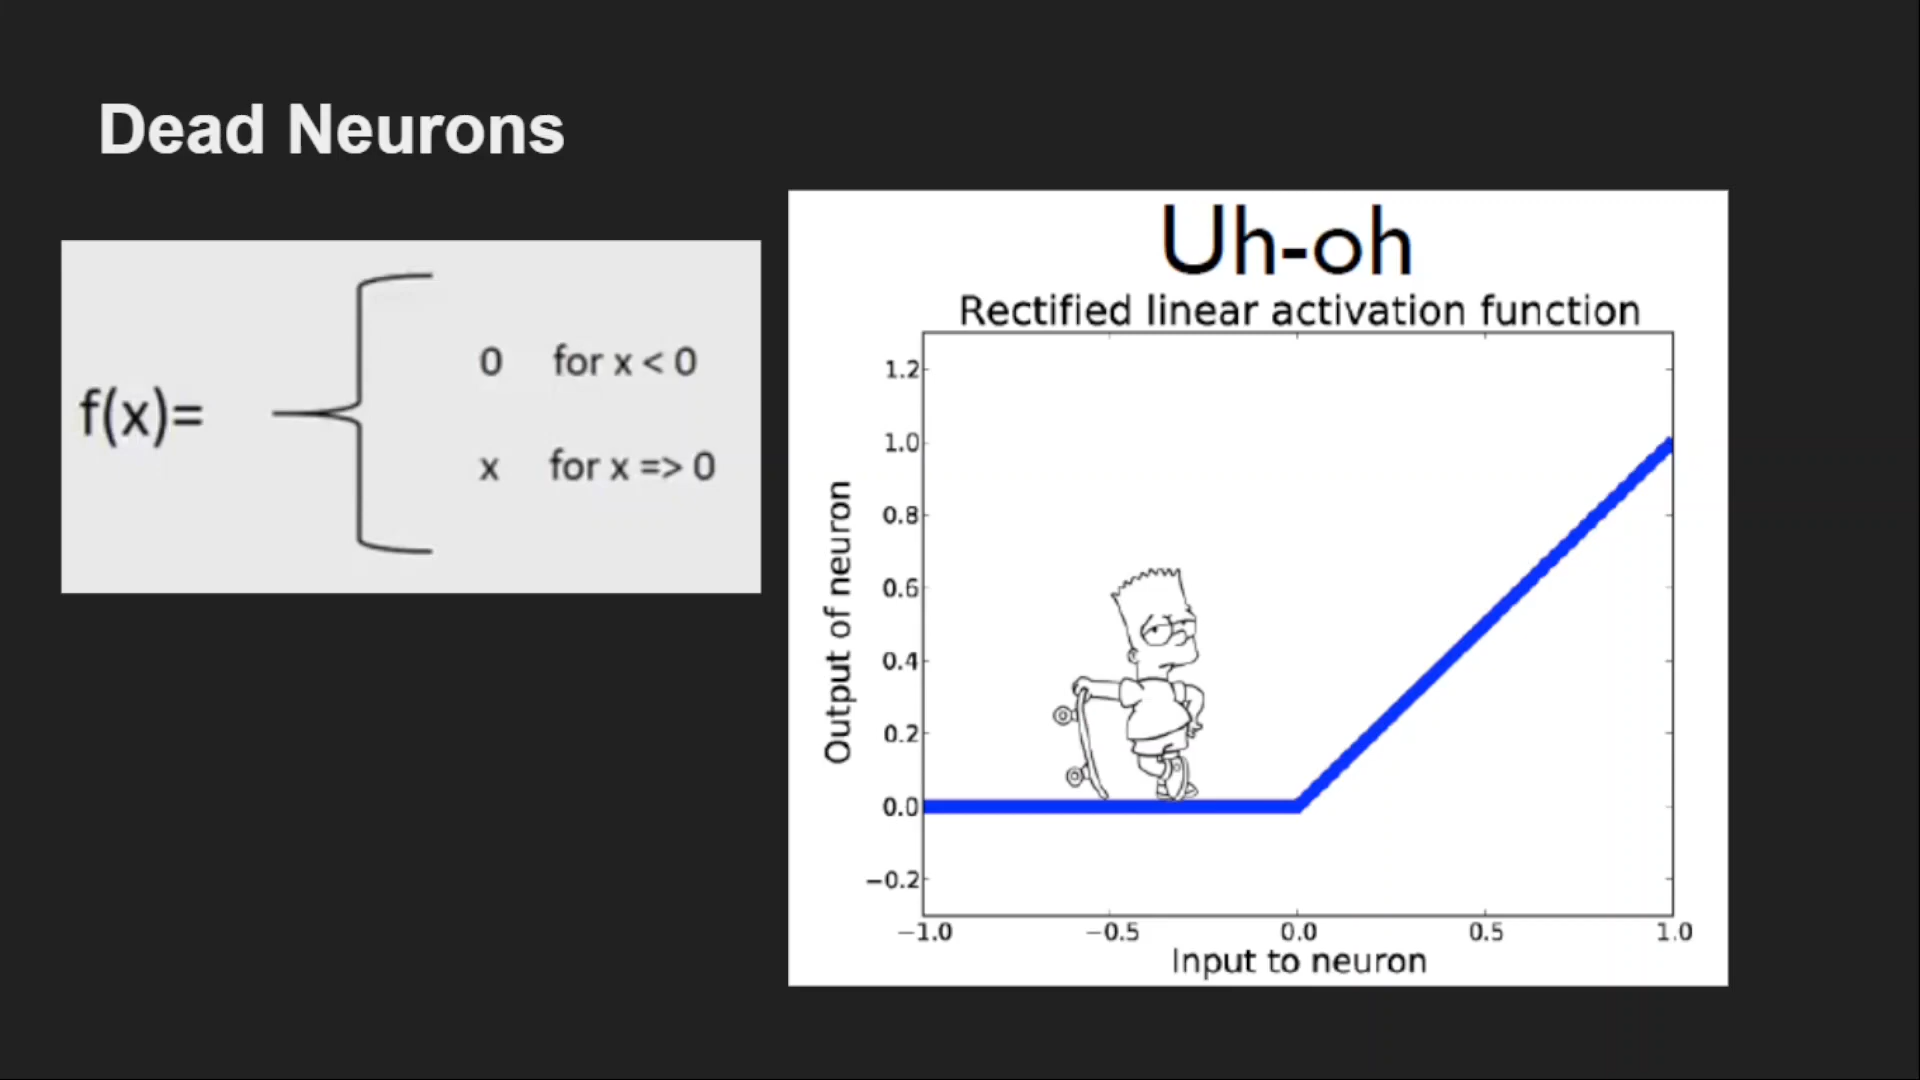 Dead Neurons
f(x)=
0 for x < 0
x for x => 0
Uh-oh
Rectified linear activation function
Output of neuron
1.2
1.0
0.8
0.6
0.4
0.2
0.0
−0.2
−1.0 −0.5 0.0 0.5 1.0
Input to neuron